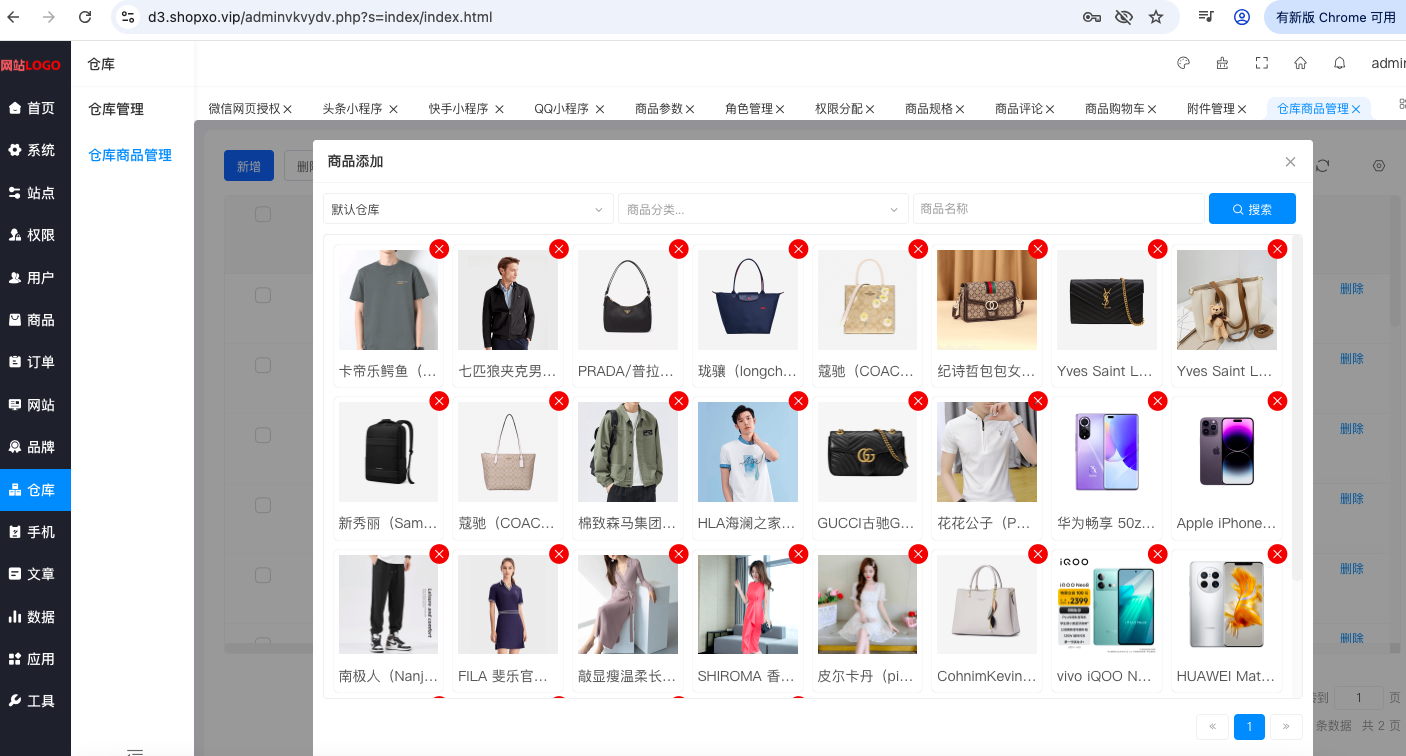 d3.shopxo.vip/adminvkvydv.php?s=index/index.html
有新版 Chrome 可用
网站LOGO
仓库
admin
首页
系统
站点
权限
用户
商品
订单
网站
品牌
仓库
手机
文章
数据
应用
工具
仓库管理
仓库商品管理
微信网页授权 头条小程序 快手小程序 QQ小程序 商品参数 角色管理 权限分配 商品规格 商品评论 商品购物车 附件管理 仓库商品管理
新增
删除
商品添加
默认仓库
商品分类...
商品名称
搜索
卡帝乐鳄鱼（... 七匹狼夹克男... PRADA/普拉... 珑骧（longch... 蔻驰（COAC... 纪诗哲包包女... Yves Saint L... Yves Saint L...
新秀丽（Sam... 蔻驰（COAC... 棉致森马集团... HLA海澜之家... GUCCI古驰G... 花花公子（P... 华为畅享 50z... Apple iPhone...
Leisure and comfort
iQOO
iQOO Neo8
2399
南极人（Nanj... FILA 斐乐官... 敲显瘦温柔长... SHIROMA 香... 皮尔卡丹（pi... CohnimKevin... vivo iQOO N... HUAWEI Mat...
删除
删除
删除
删除
删除
删除
« 1 »
转到 1 页
条数据 共 2 页